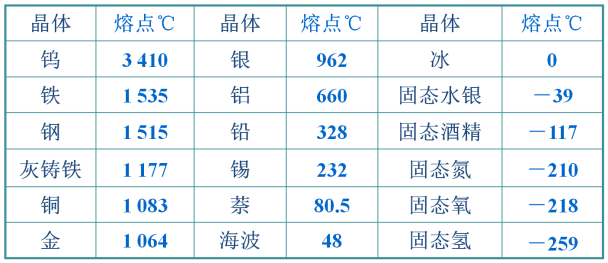 晶体 熔点℃ 晶体 熔点℃ 晶体 熔点℃
钨 3 410 银 962 冰 0
铁 1 535 铝 660 固态水银 －39
钢 1 515 铅 328 固态酒精 －117
灰铸铁 1 177 锡 232 固态氮 －210
铜 1 083 萘 80.5 固态氧 －218
金 1 064 海波 48 固态氢 －259